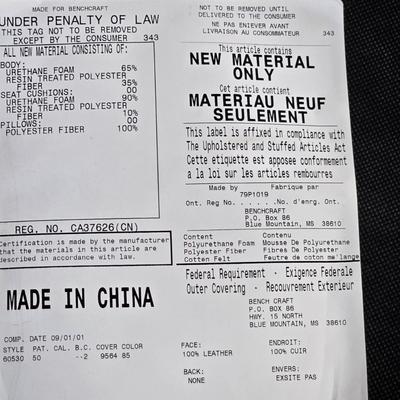 MADE FOR BENCHCRAFT
UNDER PENALTY OF LAW
THIS TAG NOT TO BE REMOVED
EXCEPT BY THE CONSUMER 343
ALL NEW MATERIAL CONSISTING OF:
BODY:
URETHANE FOAM 65%
RESIN TREATED POLYESTER
FIBER 35%
SEAT CUSHIONS: 00
URETHANE FOAM 90%
RESIN TREATED POLYESTER
FIBER 10%
PILLOWS: 00
POLYESTER FIBER 100%
REG. NO. CA37626(CN)
Certification is made by the manufacturer
that the materials in this article are
described in accordance with law.
MADE IN CHINA
COMP. DATE 09/01/01
STYLE PAT. CAL. B.C. COVER COLOR
60530 50 --2 9564 85
NOT TO BE REMOVED UNTIL
DELIVERED TO THE CONSUMER
NE PAS ENIEVER AVANT
LIVRAISON AU CONSOMMATEUR 343
This article contains
NEW MATERIAL
ONLY
Cet article contient
MATERIAU NEUF
SEULEMENT
This label is affixed in compliance with
The Upholstered and Stuffed Articles Act
Cette etiquette est apposee conformement
a la loi sur les articles rembourres
Made by Fabrique par
79P1019
Ont. Reg No. . . . .No. d'enrg. Ont.
BENCHCRAFT
P.O. Box 86
Blue Mountain, MS 38610
Content Contenu
Polyurethane Foam Mousse De Polyurethane
Polyester Fiber Fibres De Polyester
Cotten Felt Feutre de coton me'lange
Federal Requirement - Exigence Federale
Outer Covering - Recouvrement Exterieur
BENCH CRAFT
P.O. BOX 86
HWY. 15 NORTH
BLUE MOUNTAIN, MS 38610
FACE: ENDROIT:
100% LEATHER 100% CUIR
BACK: ENVERS:
NONE EXSITE PAS